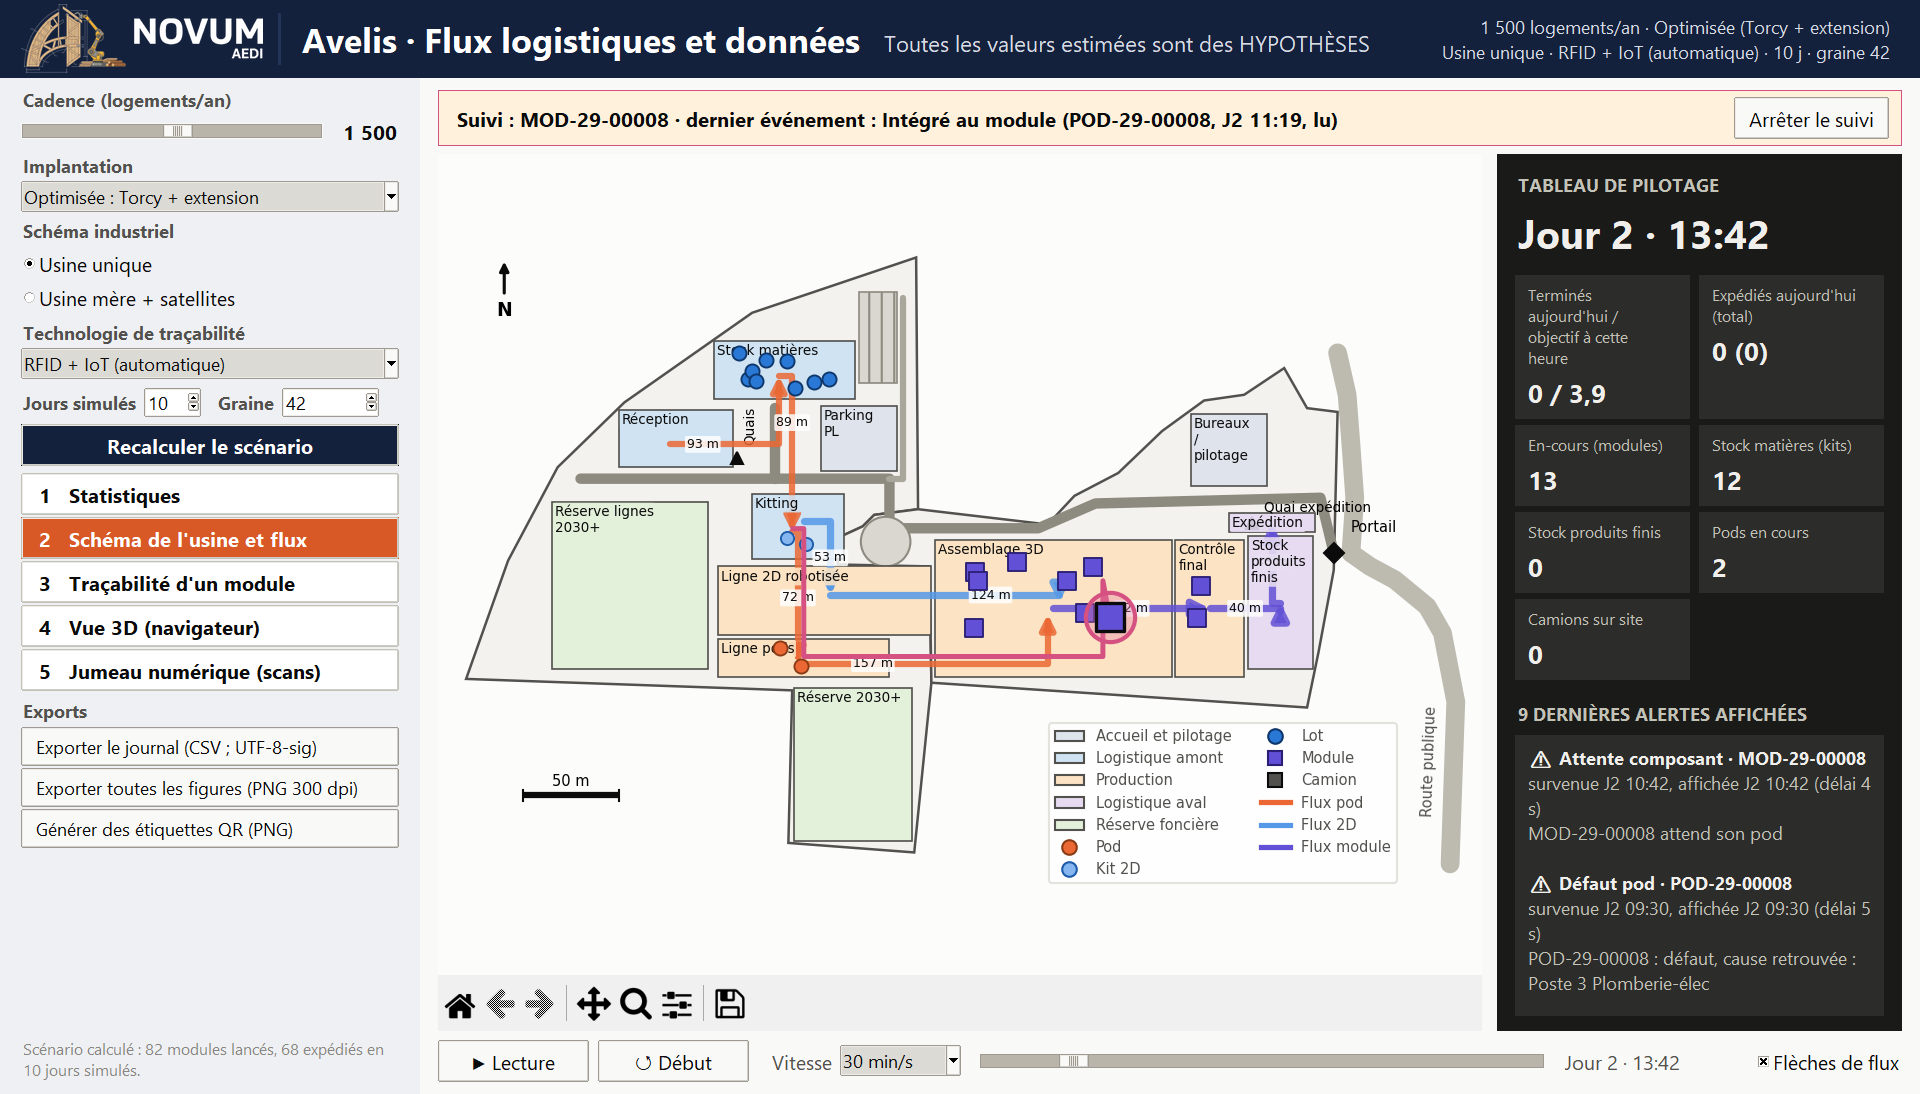 NOVUM
AEDI
Avelis · Flux logistiques et données
Toutes les valeurs estimées sont des HYPOTHÈSES
1 500 logements/an · Optimisée (Torcy + extension)
Usine unique · RFID + IoT (automatique) · 10 j · graine 42
Cadence (logements/an)
1 500
Implantation
Optimisée : Torcy + extension
Schéma industriel
Usine unique
Usine mère + satellites
Technologie de traçabilité
RFID + IoT (automatique)
Jours simulés 10 Graine 42
Recalculer le scénario
1 Statistiques
2 Schéma de l'usine et flux
3 Traçabilité d'un module
4 Vue 3D (navigateur)
5 Jumeau numérique (scans)
Exports
Exporter le journal (CSV ; UTF-8-sig)
Exporter toutes les figures (PNG 300 dpi)
Générer des étiquettes QR (PNG)
Scénario calculé : 82 modules lancés, 68 expédiés en
10 jours simulés.
Suivi : MOD-29-00008 · dernier événement : Intégré au module (POD-29-00008, J2 11:19, lu)
Arrêter le suivi
N
Stock matières
Réception
Quais
Parking
PL
93 m
89 m
Bureaux
/
pilotage
Réserve lignes
2030+
Kitting
53 m
Quai expédition
Expédition
Portail
Assemblage 3D
Contrôle
final
Stock
produits
finis
Ligne 2D robotisée
72 m
124 m
2 m
40 m
Ligne pods
157 m
Réserve 2030+
50 m
Route publique
Accueil et pilotage
Logistique amont
Production
Logistique aval
Réserve foncière
Pod
Kit 2D
Lot
Module
Camion
Flux pod
Flux 2D
Flux module
TABLEAU DE PILOTAGE
Jour 2 · 13:42
Terminés
aujourd'hui /
objectif à cette
heure
0 / 3,9
Expédiés aujourd'hui
(total)
0 (0)
En-cours (modules)
13
Stock matières (kits)
12
Stock produits finis
0
Pods en cours
2
Camions sur site
0
9 DERNIÈRES ALERTES AFFICHÉES
⚠ Attente composant · MOD-29-00008
survenue J2 10:42, affichée J2 10:42 (délai 4
s)
MOD-29-00008 attend son pod
⚠ Défaut pod · POD-29-00008
survenue J2 09:30, affichée J2 09:30 (délai 5
s)
POD-29-00008 : défaut, cause retrouvée :
Poste 3 Plomberie-élec
Lecture
Début
Vitesse
30 min/s
Jour 2 · 13:42
Flèches de flux